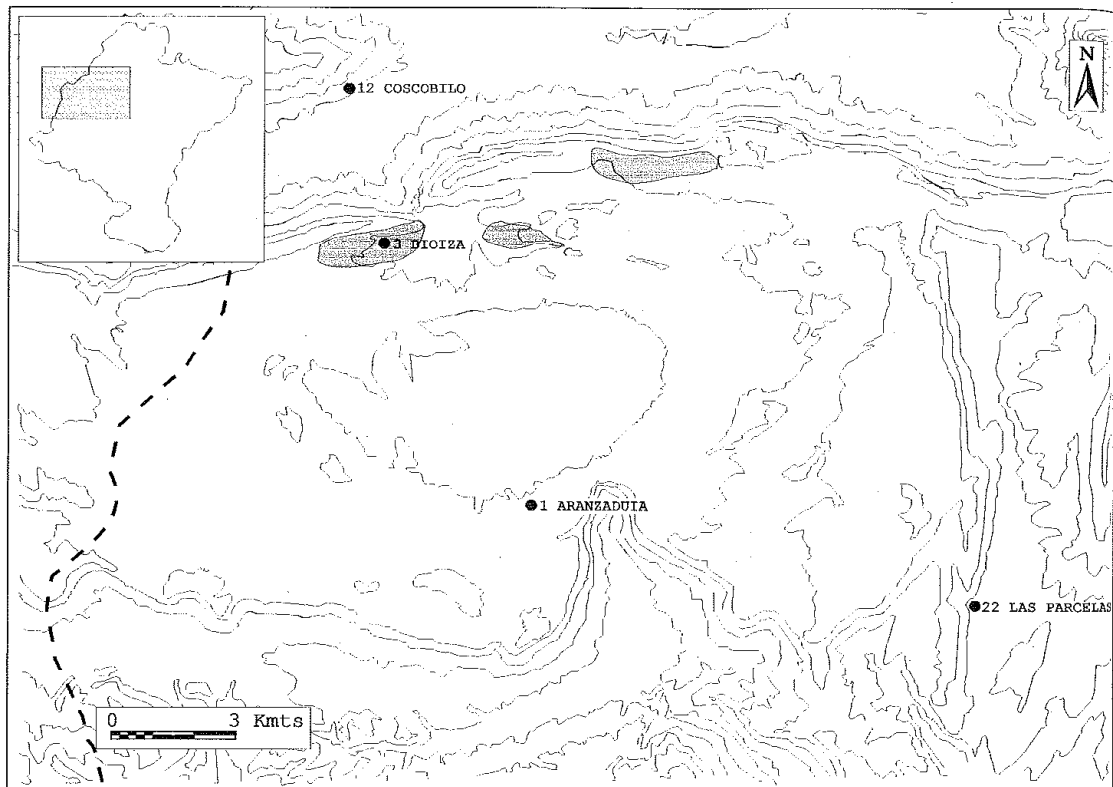 12 COSCOBILO
N
3 DIOIZA
1 ARANZADUIA
22 LAS PARCELAS
0 3 Kmts